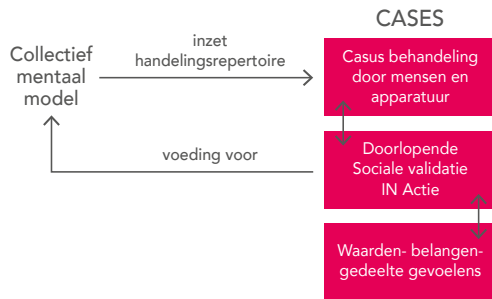 CASES
Collectief
mentaal
model
inzet
handelingsrepertoire
Casus behandeling
door mensen en
apparatuur
voeding voor
Doorlopende
Sociale validatie
IN Actie
Waarden- belangen-
gedeelte gevoelens